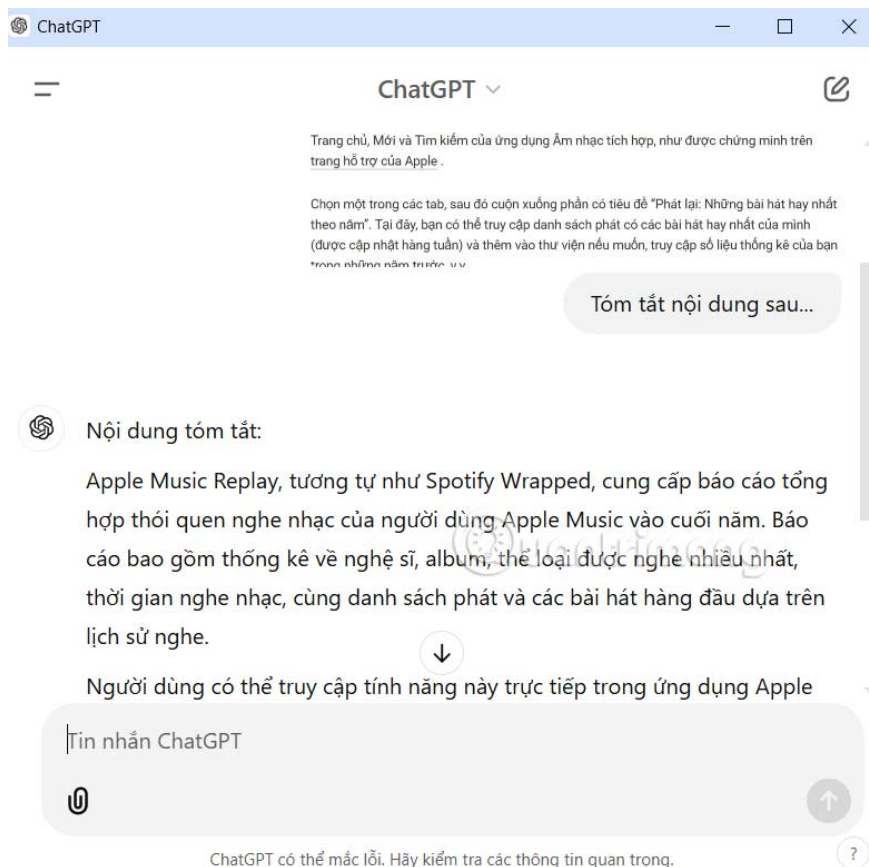 ChatGPT
ChatGPT
Trang chủ, Mới và Tìm kiếm của ứng dụng Âm nhạc tích hợp, như được chứng minh trên
trang hỗ trợ của Apple .
Chọn một trong các tab, sau đó cuộn xuống phần có tiêu đề “Phát lại: Những bài hát hay nhất
theo năm”. Tại đây, bạn có thể truy cập danh sách phát có các bài hát hay nhất của mình
(được cập nhật hàng tuần) và thêm vào thư viện nếu muốn, truy cập số liệu thống kê của bạn
trong những năm trước, v.v
Tóm tắt nội dung sau...
Nội dung tóm tắt:
Apple Music Replay, tương tự như Spotify Wrapped, cung cấp báo cáo tổng
hợp thói quen nghe nhạc của người dùng Apple Music vào cuối năm. Báo
cáo bao gồm thống kê về nghệ sĩ, album, thể loại được nghe nhiều nhất,
thời gian nghe nhạc, cùng danh sách phát và các bài hát hàng đầu dựa trên
lịch sử nghe.
Người dùng có thể truy cập tính năng này trực tiếp trong ứng dụng Apple
Tin nhắn ChatGPT
ChatGPT có thể mắc lỗi. Hãy kiểm tra các thông tin quan trọng.
?